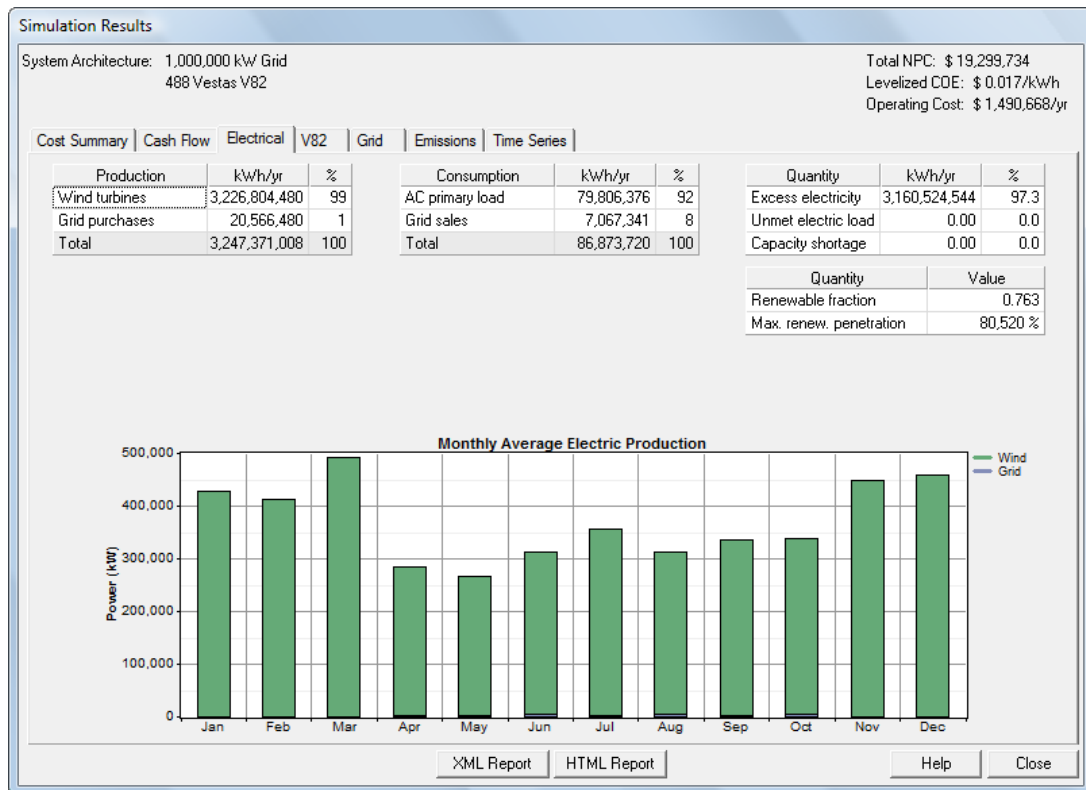 Simulation Results
System Architecture: 1,000,000 kW Grid
488 Vestas V82
Total NPC: $ 19,299,734
Levelized COE: $ 0.017/kWh
Operating Cost: $ 1,490,668/yr
Cost Summary Cash Flow Electrical V82 Grid Emissions Time Series
Production kWh/yr %
Wind turbines 3,226,804,480 99
Grid purchases 20,566,480 1
Total 3,247,371,008 100
Consumption kWh/yr %
AC primary load 79,806,376 92
Grid sales 7,067,341 8
Total 86,873,720 100
Quantity kWh/yr %
Excess electricity 3,160,524,544 97.3
Unmet electric load 0.00 0.0
Capacity shortage 0.00 0.0
Quantity Value
Renewable fraction 0.763
Max. renew. penetration 80,520 %
Monthly Average Electric Production
Wind
Grid
Power (kW)
500,000
400,000
300,000
200,000
100,000
0
Jan Feb Mar Apr May Jun Jul Aug Sep Oct Nov Dec
XML Report HTML Report Help Close